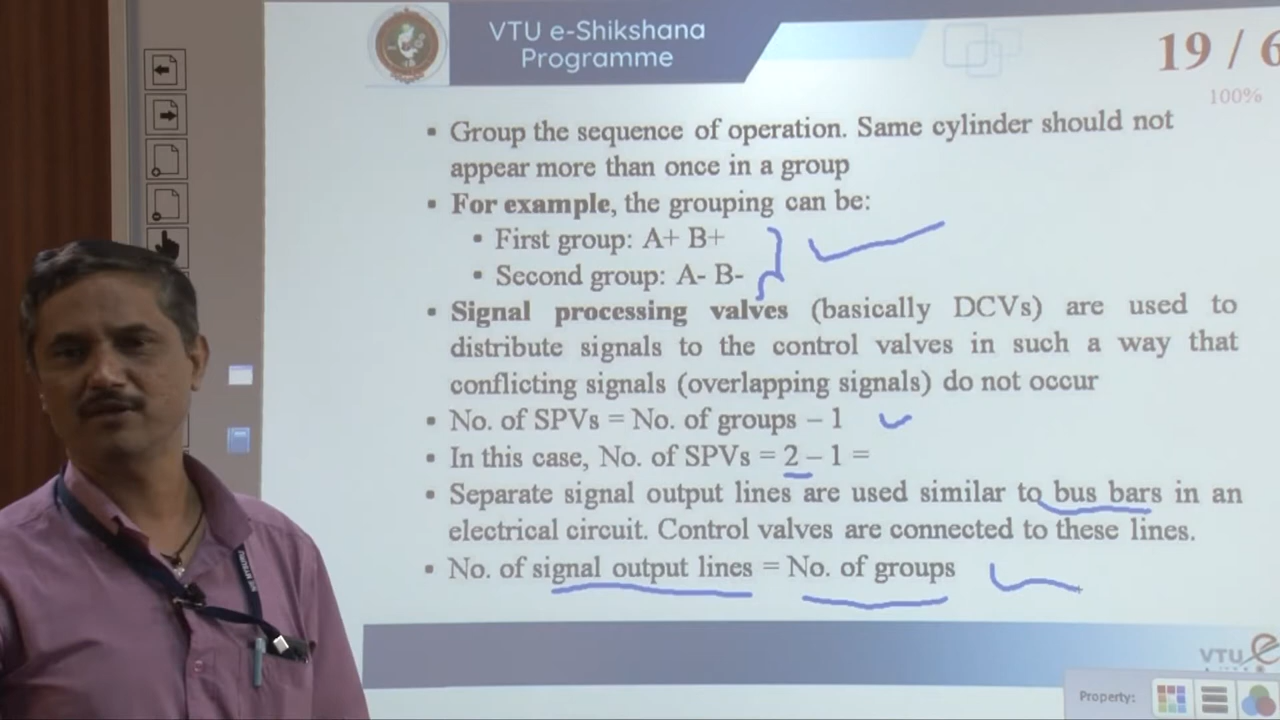 VTU e-Shikshana
Programme
19 / 6
100%
▪ Group the sequence of operation. Same cylinder should not
appear more than once in a group
▪ For example, the grouping can be:
▪ First group: A+ B+
▪ Second group: A- B-
▪ Signal processing valves (basically DCVs) are used to
distribute signals to the control valves in such a way that
conflicting signals (overlapping signals) do not occur
▪ No. of SPVs = No. of groups – 1
▪ In this case, No. of SPVs = 2 – 1 =
▪ Separate signal output lines are used similar to bus bars in an
electrical circuit. Control valves are connected to these lines.
▪ No. of signal output lines = No. of groups
VTU e
Property: